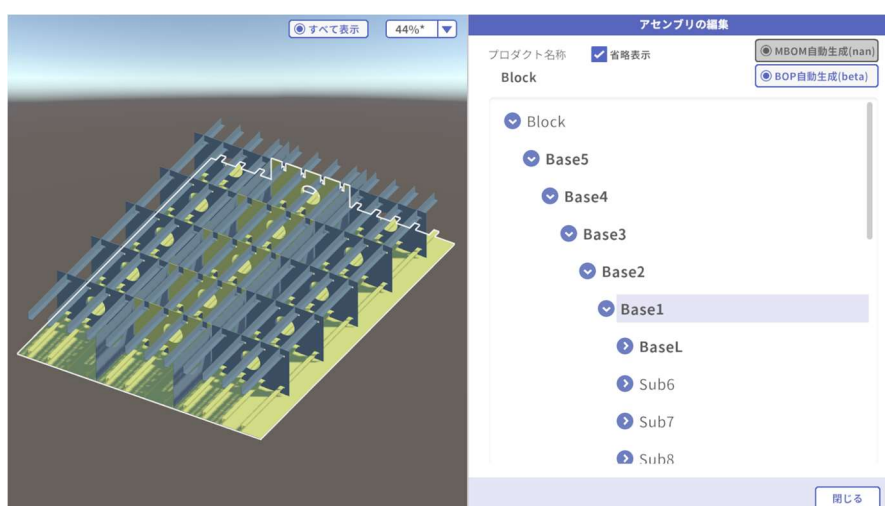 すべて表示
44%*
アセンブリの編集
プロダクト名称
省略表示
MBOM自動生成(nan)
Block
BOP自動生成(beta)
Block
Base5
Base4
Base3
Base2
Base1
BaseL
Sub6
Sub7
Sub8
閉じる